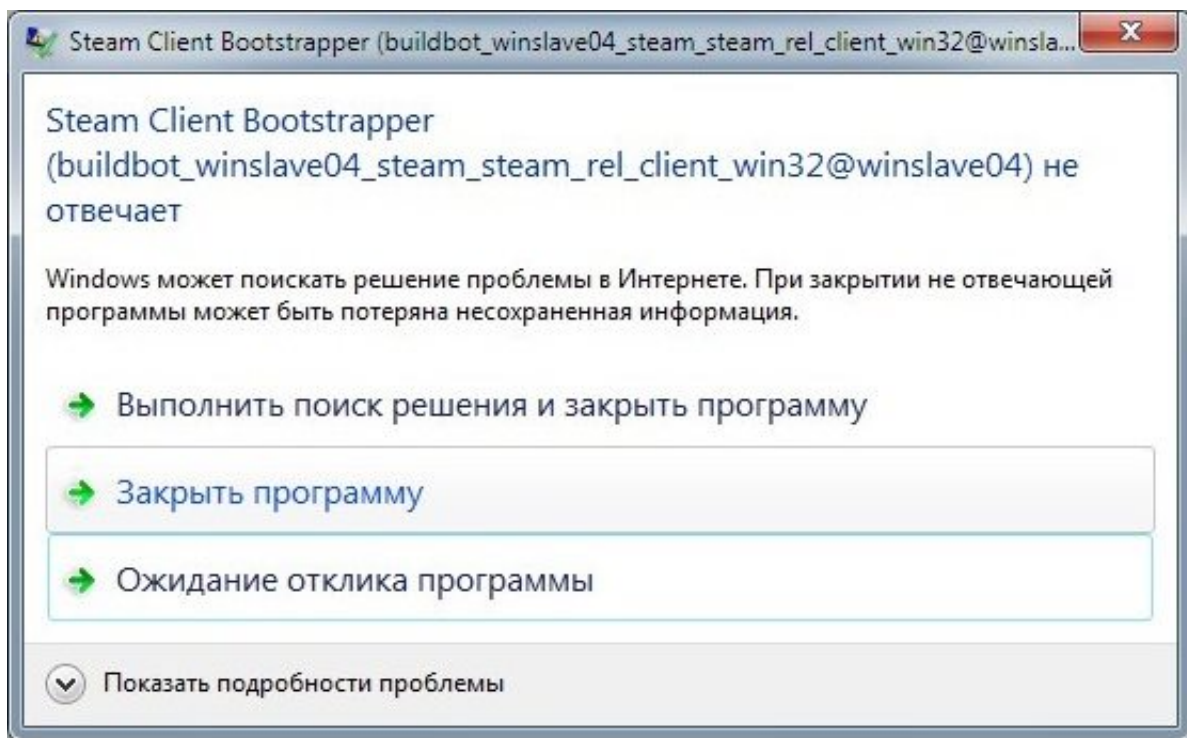 Steam Client Bootstrapper (buildbot_winslave04_steam_steam_rel_client_win32@winsla...
Steam Client Bootstrapper
(buildbot_winslave04_steam_steam_rel_client_win32@winslave04) не
отвечает
Windows может поискать решение проблемы в Интернете. При закрытии не отвечающей
программы может быть потеряна несохраненная информация.
Выполнить поиск решения и закрыть программу
Закрыть программу
Ожидание отклика программы
Показать подробности проблемы